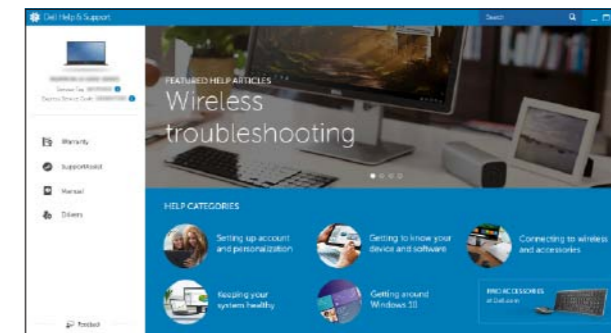 Dell Help & Support
Search
Service Tag:
Express Service Code:
Warranty
SupportAssist
Manual
Drivers
Feedback
FEATURED HELP ARTICLES
Wireless
troubleshooting
HELP CATEGORIES
Setting up account
and personalization
Getting to know your
device and software
Connecting to wireless
and accessories
Keeping your
system healthy
Getting around
Windows 10
FIND ACCESSORIES
at Dell.com